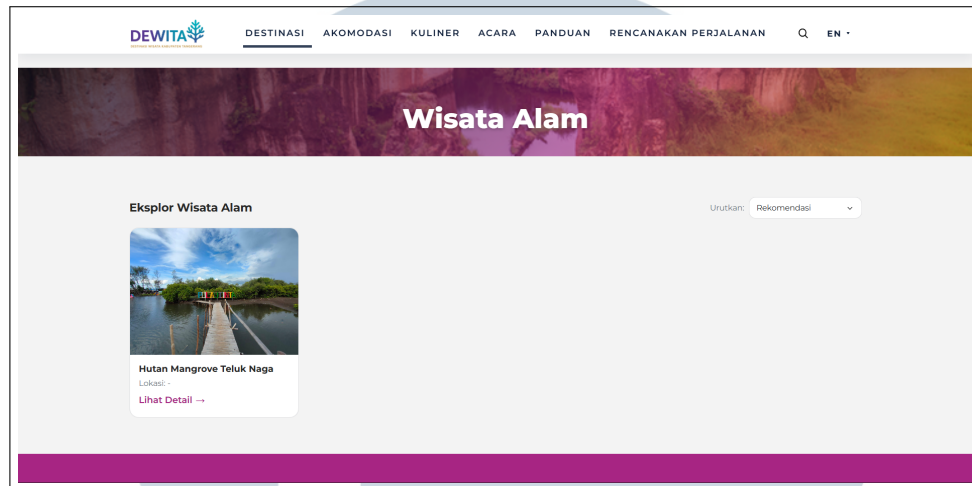 DEWITA
DESTINASI AKOMODASI KULINER ACARA PANDUAN RENCANAKAN PERJALANAN EN
Wisata Alam
Eksplor Wisata Alam
Urutkan: Rekomendasi
Hutan Mangrove Teluk Naga
Lokasi: -
Lihat Detail →